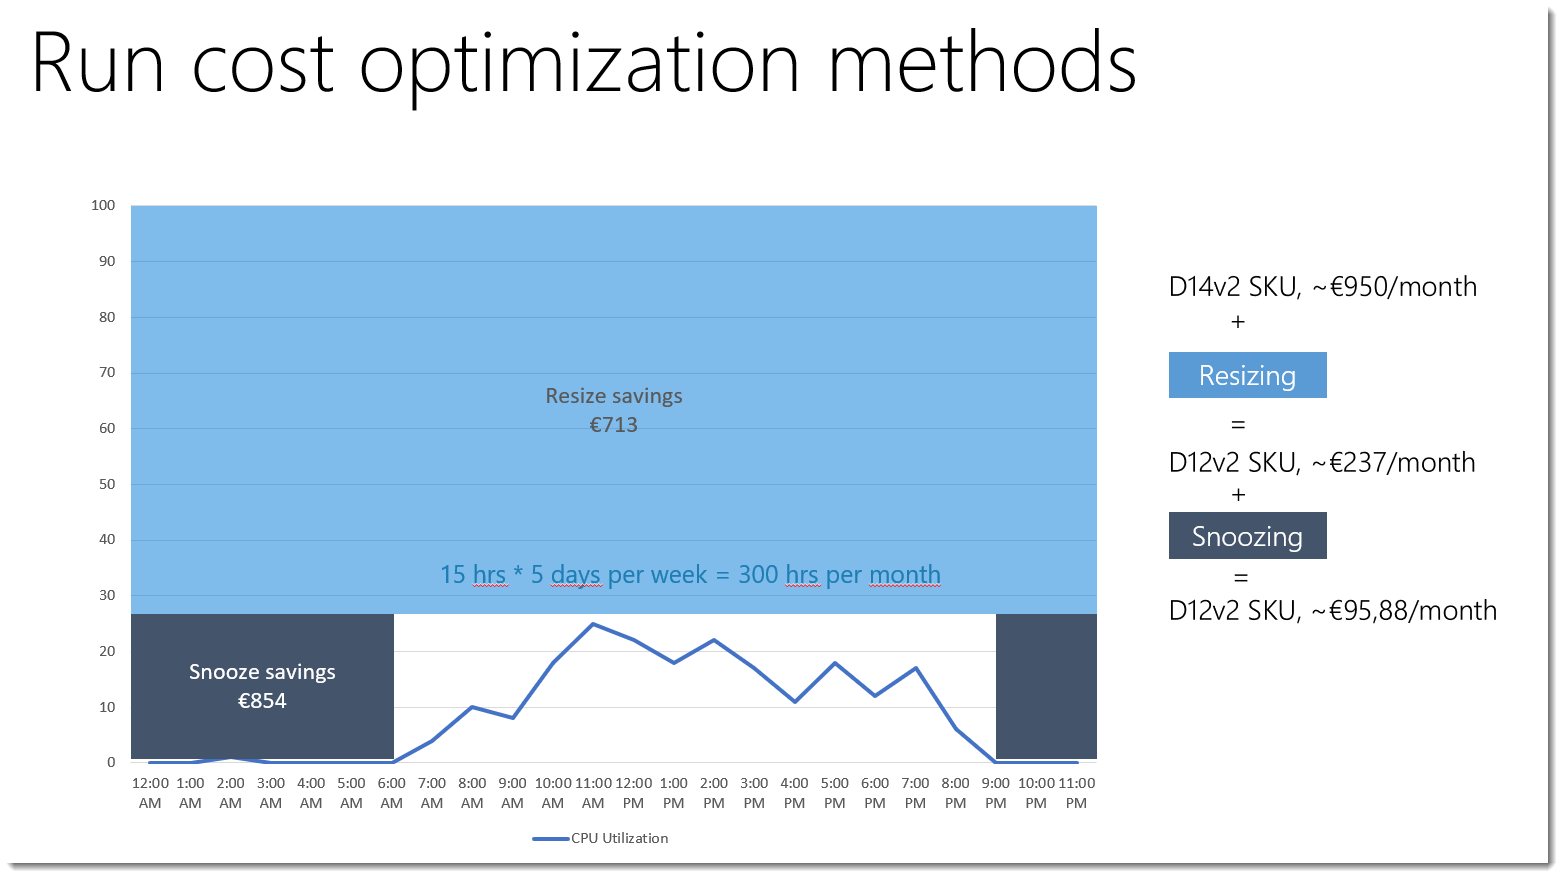 Run cost optimization methods
100
90
80
70
60
50
40
30
20
10
0
Resize savings
€713
15 hrs * 5 days per week = 300 hrs per month
Snooze savings
€854
12:00 AM
1:00 AM
2:00 AM
3:00 AM
4:00 AM
5:00 AM
6:00 AM
7:00 AM
8:00 AM
9:00 AM
10:00 AM
11:00 AM
12:00 PM
1:00 PM
2:00 PM
3:00 PM
4:00 PM
5:00 PM
6:00 PM
7:00 PM
8:00 PM
9:00 PM
10:00 PM
11:00 PM
CPU Utilization
D14v2 SKU, ~€950/month
+
Resizing
=
D12v2 SKU, ~€237/month
+
Snoozing
=
D12v2 SKU, ~€95,88/month